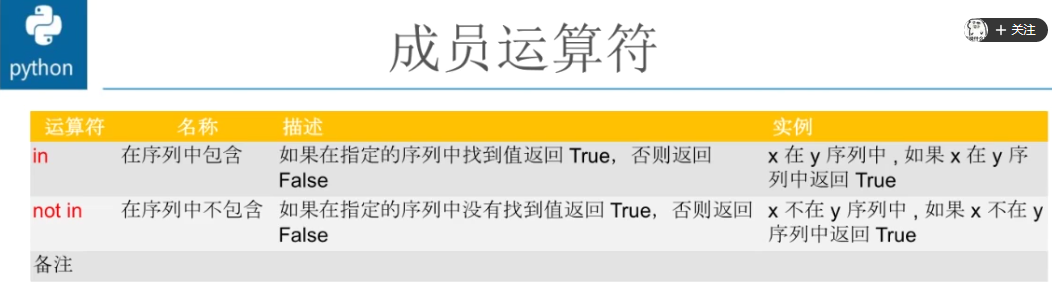 python
成员运算符
+ 关注
运算符 名称 描述 实例
in 在序列中包含 如果在指定的序列中找到值返回 True，否则返回 False x 在 y 序列中 , 如果 x 在 y 序列中返回 True
not in 在序列中不包含 如果在指定的序列中没有找到值返回 True，否则返回 False x 不在 y 序列中 , 如果 x 不在 y 序列中返回 True
备注